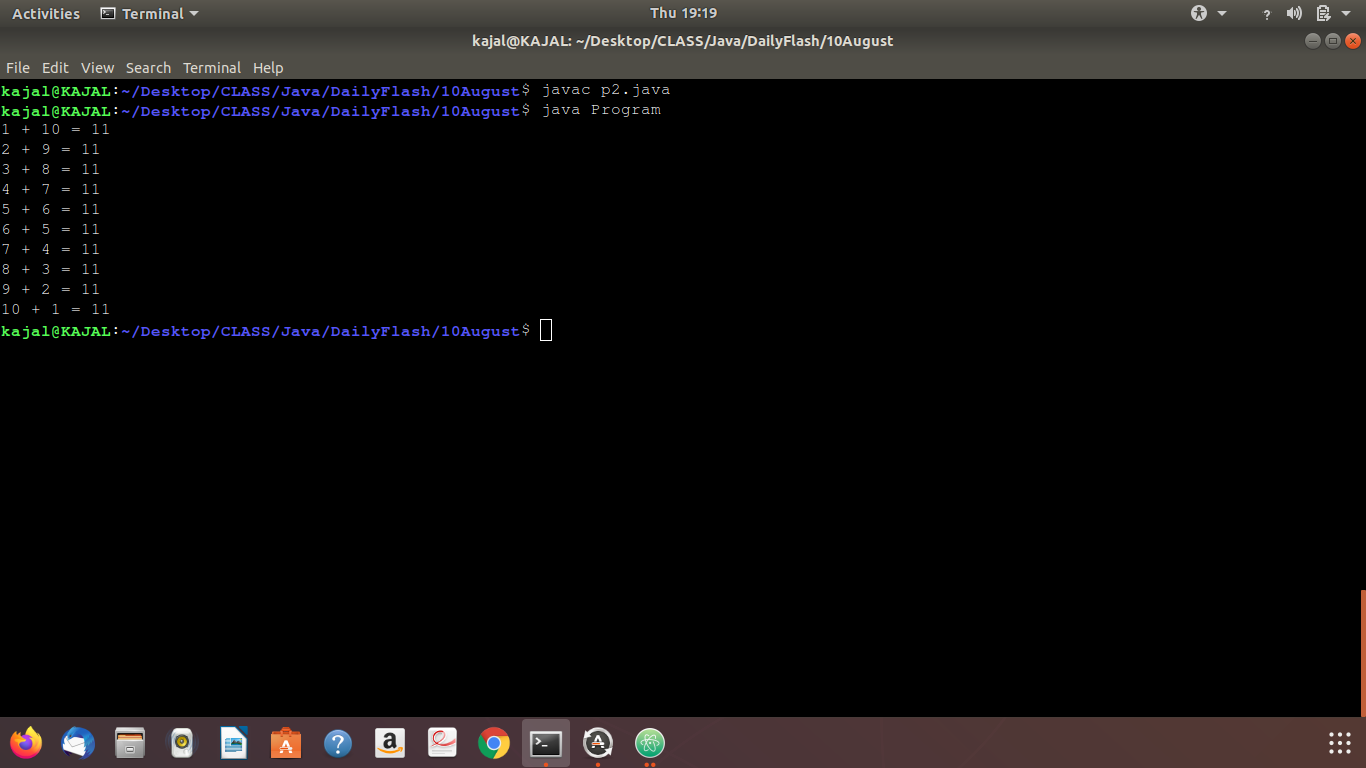 Activities Terminal Thu 19:19 ?
kajal@KAJAL: ~/Desktop/CLASS/Java/DailyFlash/10August
File Edit View Search Terminal Help
kajal@KAJAL:~/Desktop/CLASS/Java/DailyFlash/10August$ javac p2.java
kajal@KAJAL:~/Desktop/CLASS/Java/DailyFlash/10August$ java Program
1 + 10 = 11
2 + 9 = 11
3 + 8 = 11
4 + 7 = 11
5 + 6 = 11
6 + 5 = 11
7 + 4 = 11
8 + 3 = 11
9 + 2 = 11
10 + 1 = 11
kajal@KAJAL:~/Desktop/CLASS/Java/DailyFlash/10August$